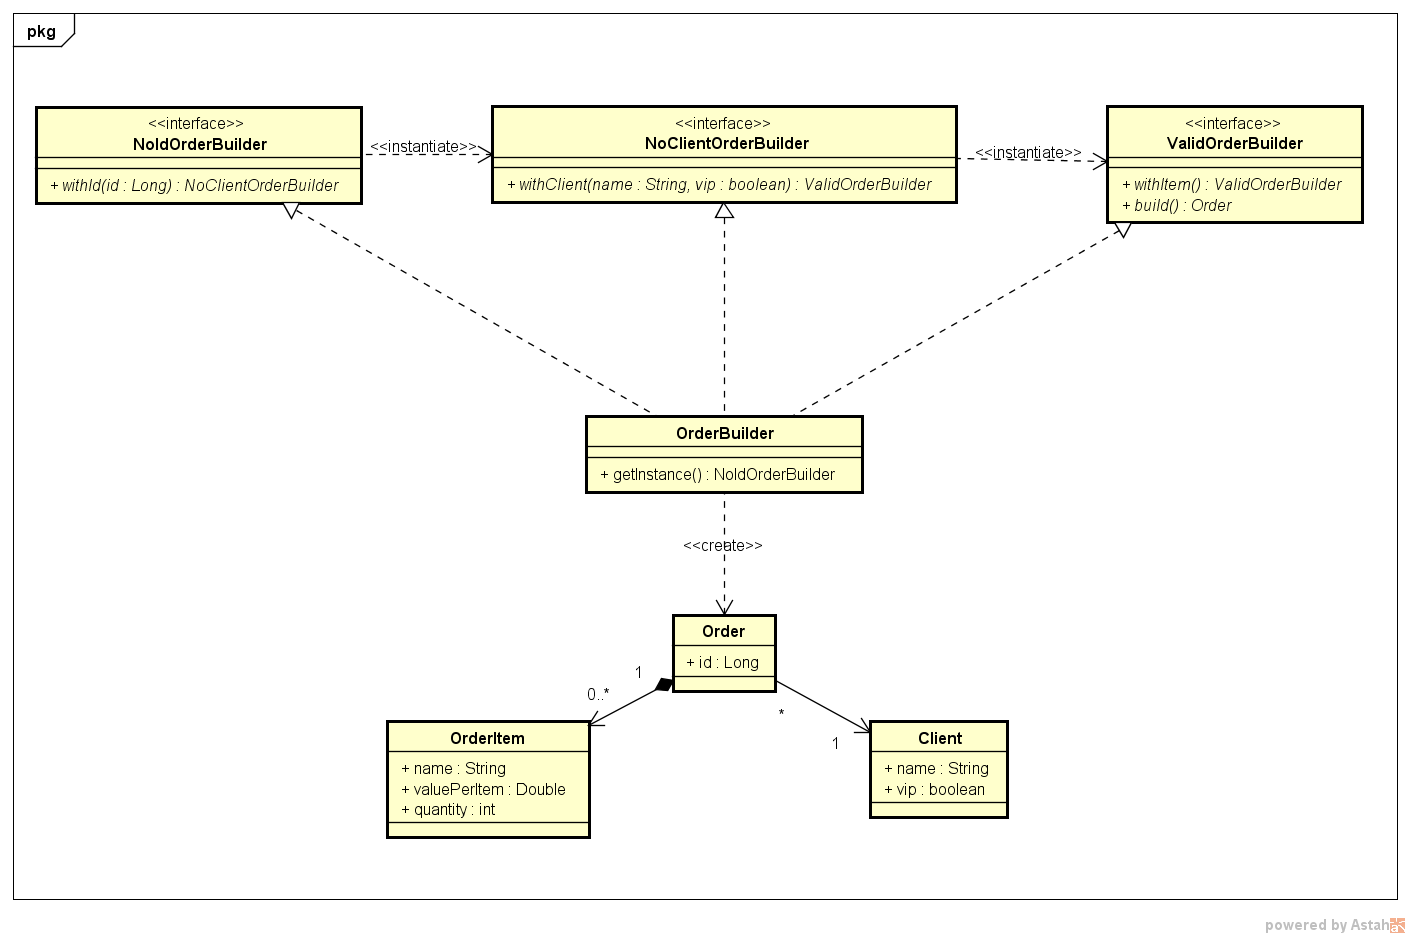 pkg
<<interface>>
NoIdOrderBuilder
+ withId(id : Long) : NoClientOrderBuilder
<<instantiate>>
<<interface>>
NoClientOrderBuilder
+ withClient(name : String, vip : boolean) : ValidOrderBuilder
<<instantiate>>
<<interface>>
ValidOrderBuilder
+ withItem() : ValidOrderBuilder
+ build() : Order
OrderBuilder
+ getInstance() : NoIdOrderBuilder
<<create>>
Order
+ id : Long
1
0..*
*
1
OrderItem
+ name : String
+ valuePerItem : Double
+ quantity : int
Client
+ name : String
+ vip : boolean
powered by Astah